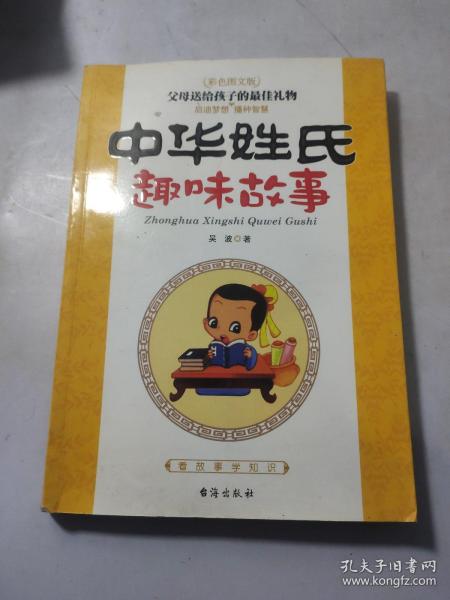 彩色图文版
父母送给孩子的最佳礼物
启迪梦想 播种智慧
中华姓氏
趣味故事
Zhonghua Xingshi Quwei Gushi
吴 波◎著
看故事学知识
台海出版社
孔夫子旧书网
www.kongfz.com